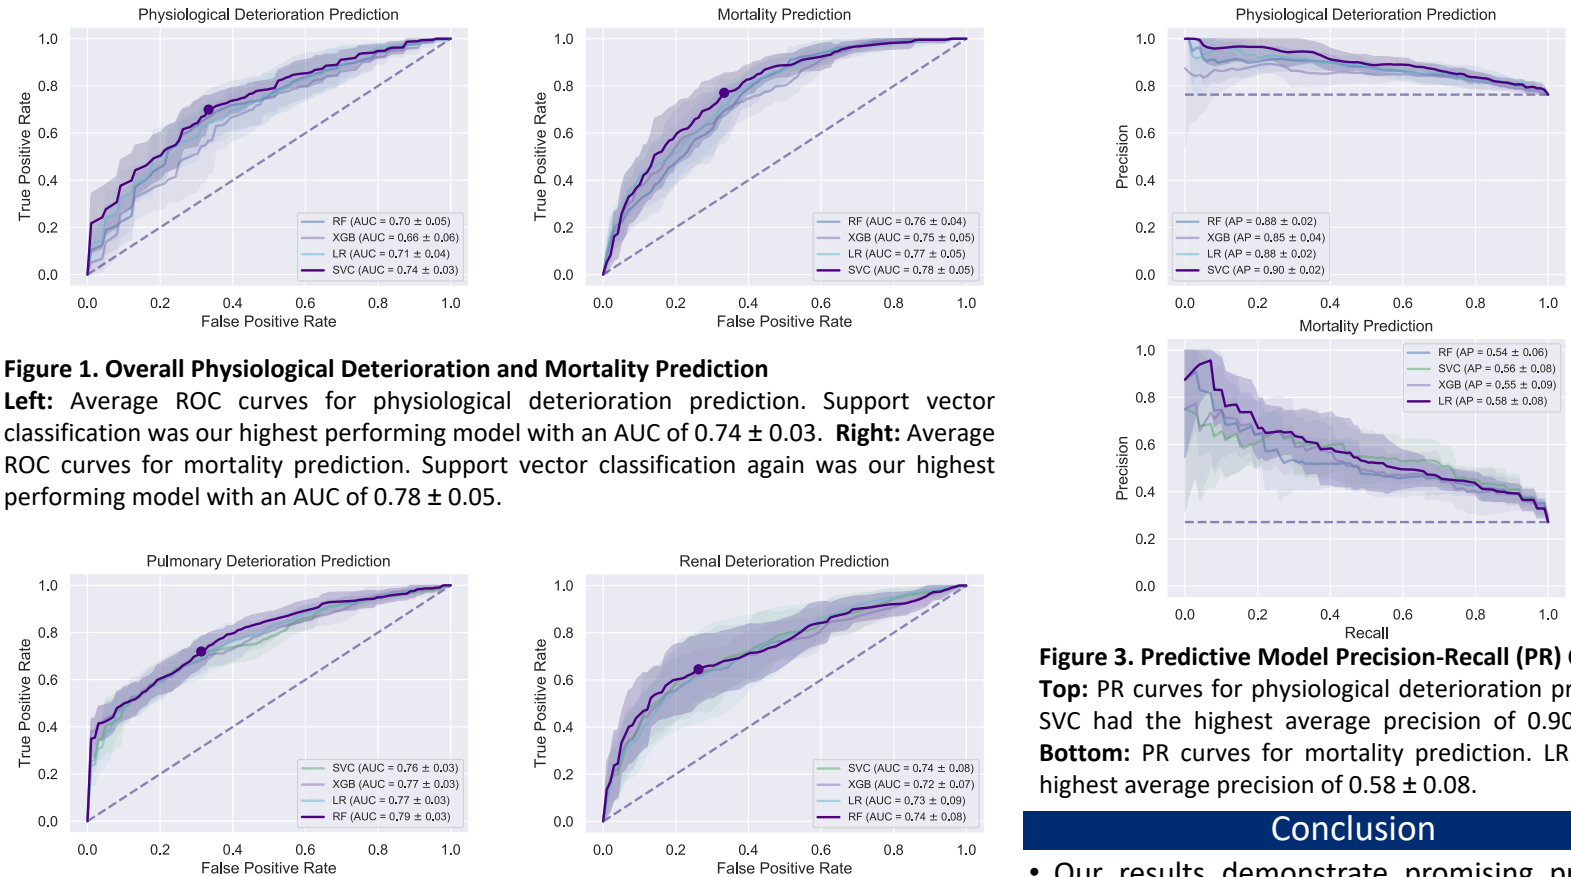 Physiological Deterioration Prediction
True Positive Rate
1.0
0.8
0.6
0.4
0.2
0.0
RF (AUC = 0.70 ± 0.05)
XGB (AUC = 0.66 ± 0.06)
LR (AUC = 0.71 ± 0.04)
SVC (AUC = 0.74 ± 0.03)
0.0 0.2 0.4 0.6 0.8 1.0
False Positive Rate
Mortality Prediction
True Positive Rate
1.0
0.8
0.6
0.4
0.2
0.0
RF (AUC = 0.76 ± 0.04)
XGB (AUC = 0.75 ± 0.05)
LR (AUC = 0.77 ± 0.05)
SVC (AUC = 0.78 ± 0.05)
0.0 0.2 0.4 0.6 0.8 1.0
False Positive Rate
Figure 1. Overall Physiological Deterioration and Mortality Prediction
Left: Average ROC curves for physiological deterioration prediction. Support vector
classification was our highest performing model with an AUC of 0.74 ± 0.03. Right: Average
ROC curves for mortality prediction. Support vector classification again was our highest
performing model with an AUC of 0.78 ± 0.05.
Pulmonary Deterioration Prediction
True Positive Rate
1.0
0.8
0.6
0.4
0.2
0.0
SVC (AUC = 0.76 ± 0.03)
XGB (AUC = 0.77 ± 0.03)
LR (AUC = 0.77 ± 0.03)
RF (AUC = 0.79 ± 0.03)
0.0 0.2 0.4 0.6 0.8 1.0
False Positive Rate
Renal Deterioration Prediction
True Positive Rate
1.0
0.8
0.6
0.4
0.2
0.0
SVC (AUC = 0.74 ± 0.08)
XGB (AUC = 0.72 ± 0.07)
LR (AUC = 0.73 ± 0.09)
RF (AUC = 0.74 ± 0.08)
0.0 0.2 0.4 0.6 0.8 1.0
False Positive Rate
Physiological Deterioration Prediction
Precision
1.0
0.8
0.6
0.4
0.2
0.0
RF (AP = 0.88 ± 0.02)
XGB (AP = 0.85 ± 0.04)
LR (AP = 0.88 ± 0.02)
SVC (AP = 0.90 ± 0.02)
0.0 0.2 0.4 0.6 0.8 1.0
Mortality Prediction
Precision
1.0
0.8
0.6
0.4
0.2
0.0
RF (AP = 0.54 ± 0.06)
SVC (AP = 0.56 ± 0.08)
XGB (AP = 0.55 ± 0.09)
LR (AP = 0.58 ± 0.08)
0.0 0.2 0.4 0.6 0.8 1.0
Recall
Figure 3. Predictive Model Precision-Recall (PR)
Top: PR curves for physiological deterioration pr
SVC had the highest average precision of 0.90
Bottom: PR curves for mortality prediction. LR
highest average precision of 0.58 ± 0.08.
Conclusion
• Our results demonstrate promising pr